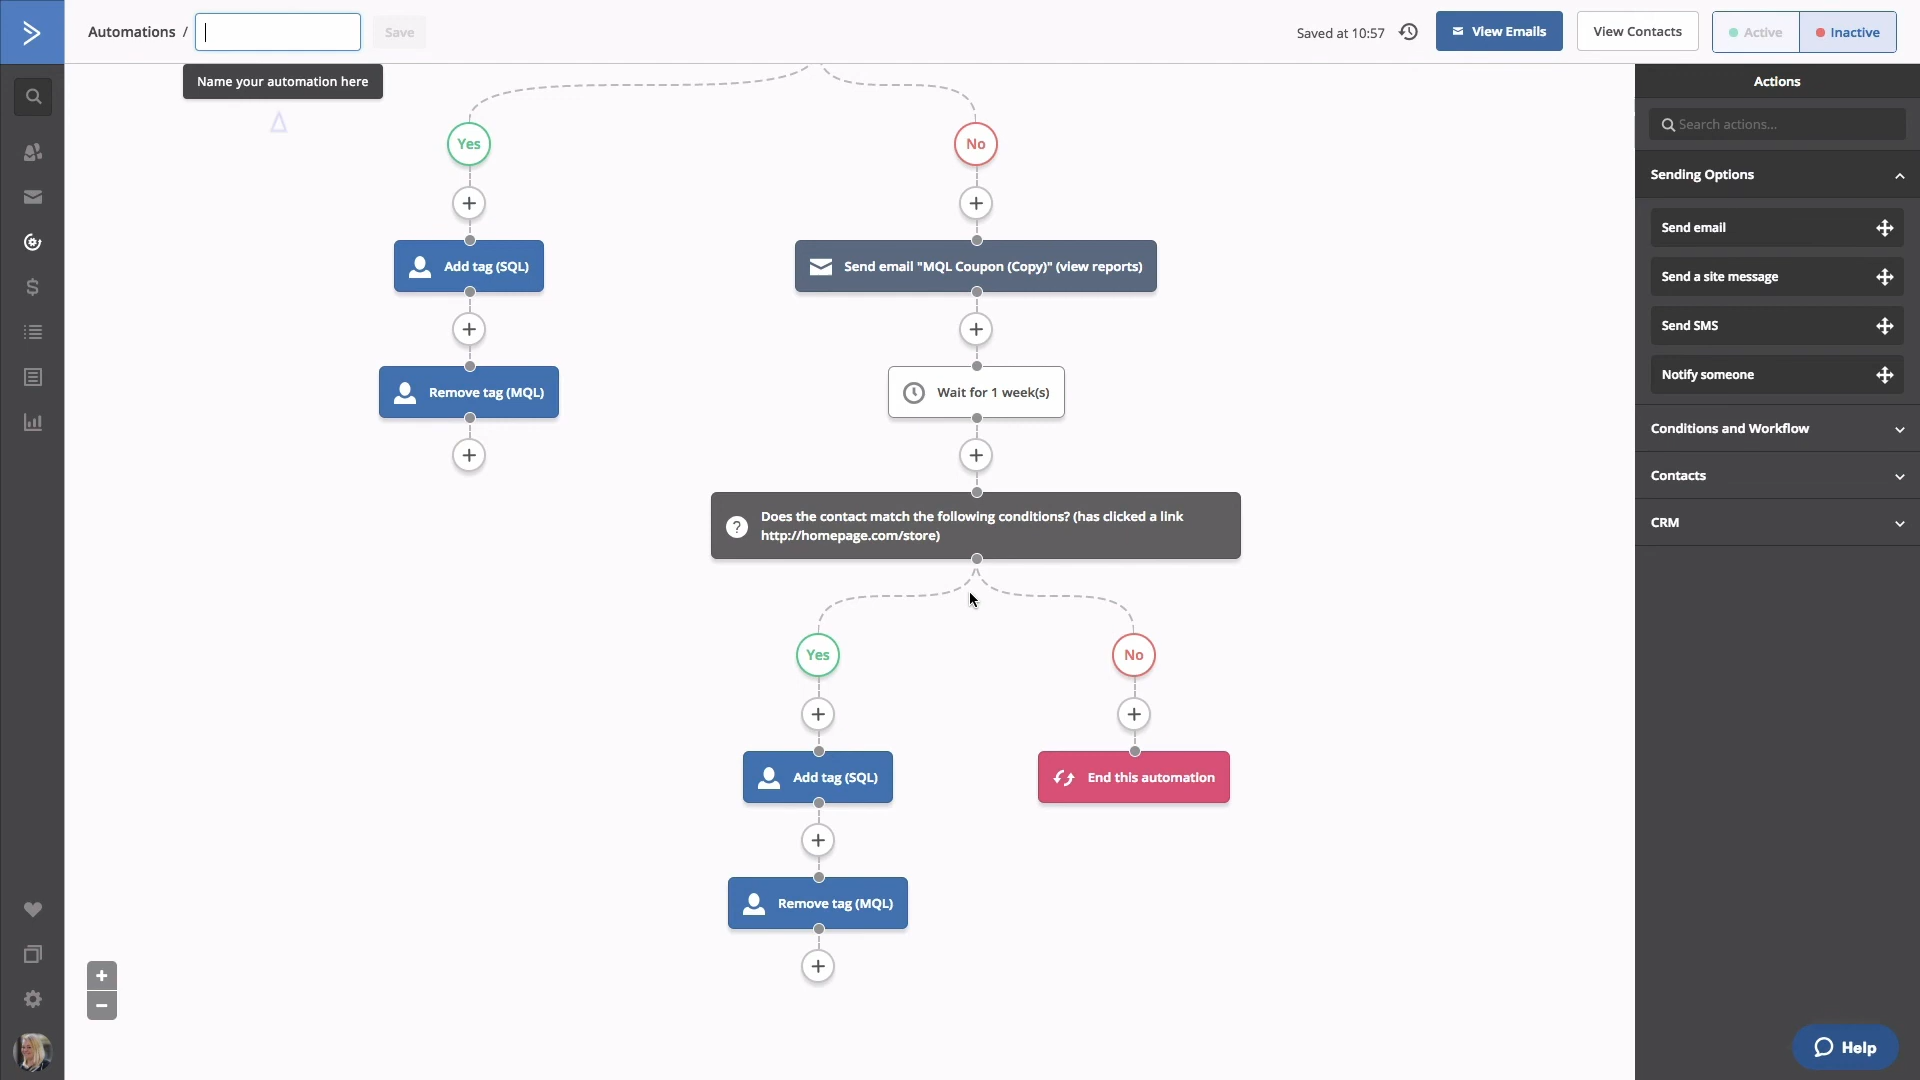 Automations /
Save
Saved at 10:57
View Emails
View Contacts
Active
Inactive
Name your automation here
Actions
Search actions...
Sending Options
Send email
Send a site message
Send SMS
Notify someone
Conditions and Workflow
Contacts
CRM
Yes
No
Add tag (SQL)
Send email "MQL Coupon (Copy)" (view reports)
Remove tag (MQL)
Wait for 1 week(s)
Does the contact match the following conditions? (has clicked a link
http://homepage.com/store)
Yes
No
Add tag (SQL)
End this automation
Remove tag (MQL)
Help